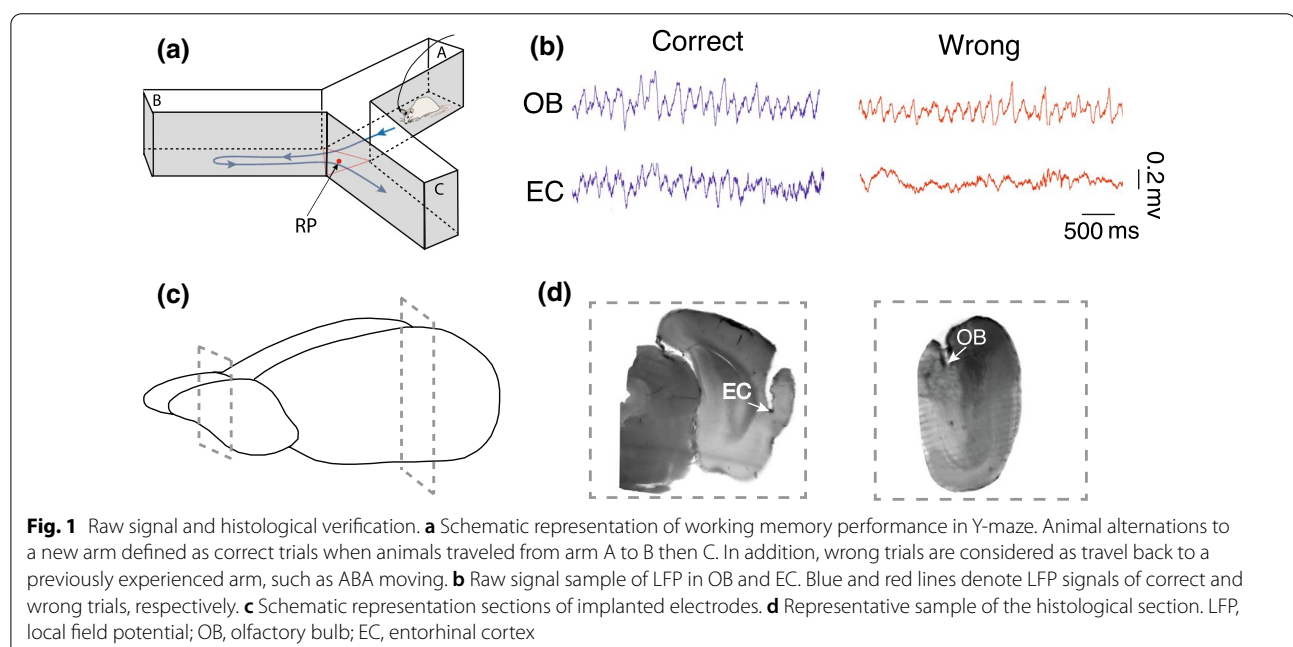 (a)
A
B
C
RP
(b)
Correct
Wrong
OB
EC
0.2 mv
500 ms
(c)
(d)
EC
OB
Fig. 1 Raw signal and histological verification. a Schematic representation of working memory performance in Y-maze. Animal alternations to
a new arm defined as correct trials when animals traveled from arm A to B then C. In addition, wrong trials are considered as travel back to a
previously experienced arm, such as ABA moving. b Raw signal sample of LFP in OB and EC. Blue and red lines denote LFP signals of correct and
wrong trials, respectively. c Schematic representation sections of implanted electrodes. d Representative sample of the histological section. LFP,
local field potential; OB, olfactory bulb; EC, entorhinal cortex